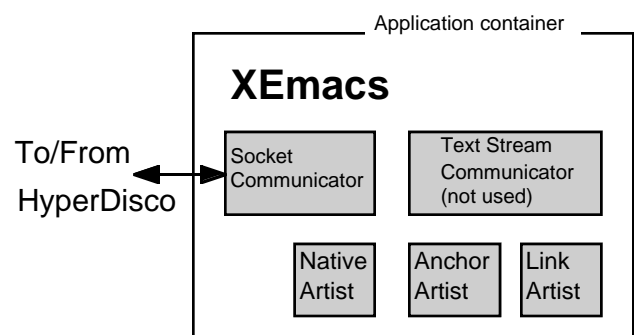 Application container
XEmacs
To/From
HyperDisco
Socket
Communicator
Text Stream
Communicator
(not used)
Native
Artist
Anchor
Artist
Link
Artist